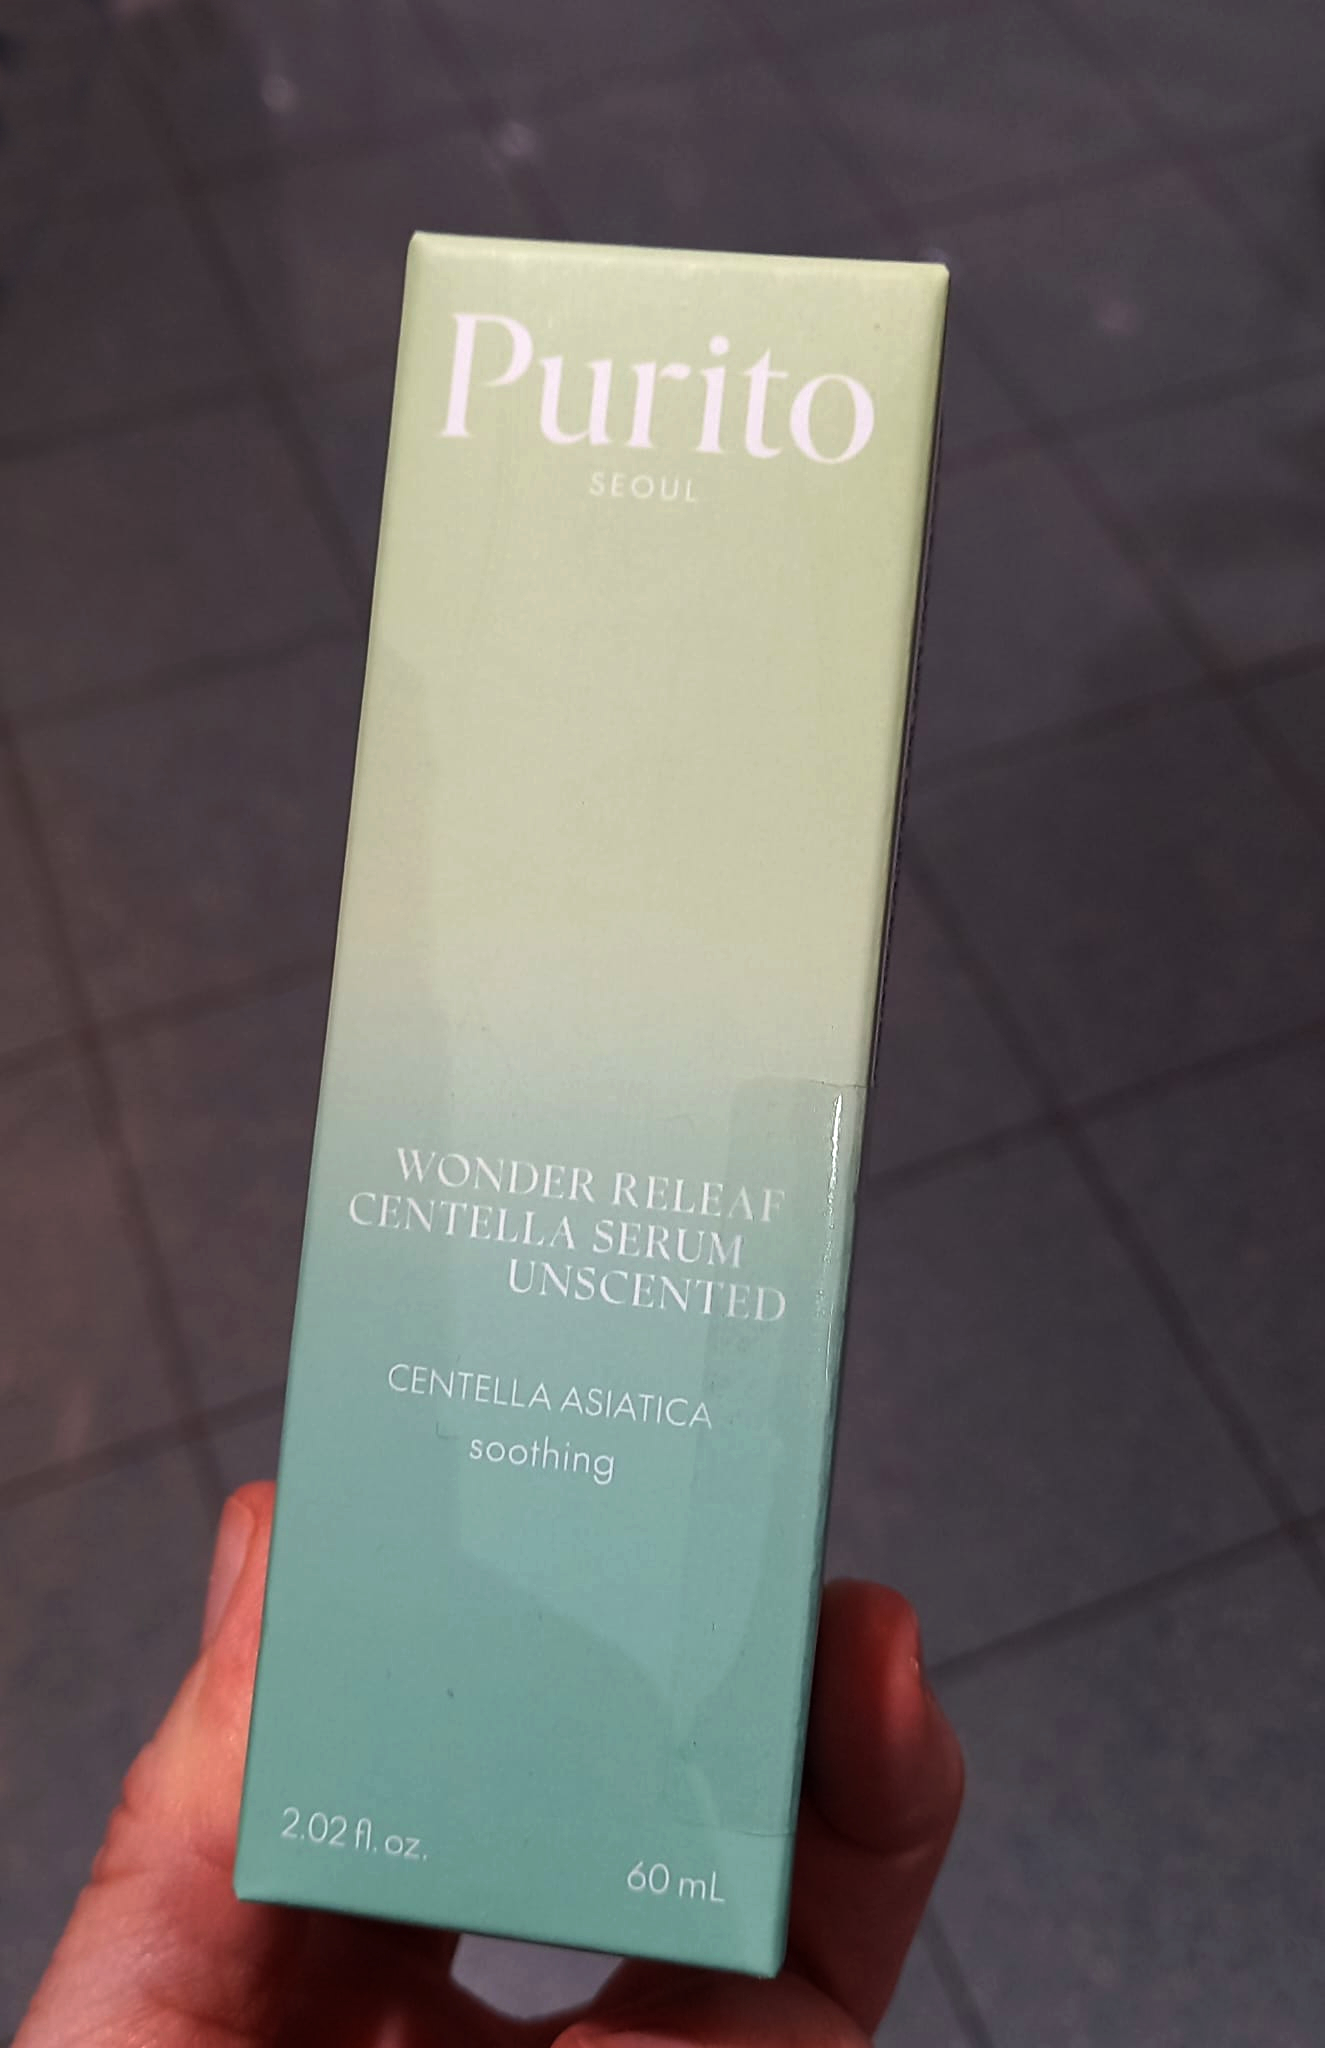 Purito
SEOUL
WONDER RELEAF
CENTELLA SERUM
UNSCENTED
CENTELLA ASIATICA
soothing
2.02 fl. oz.
60 mL